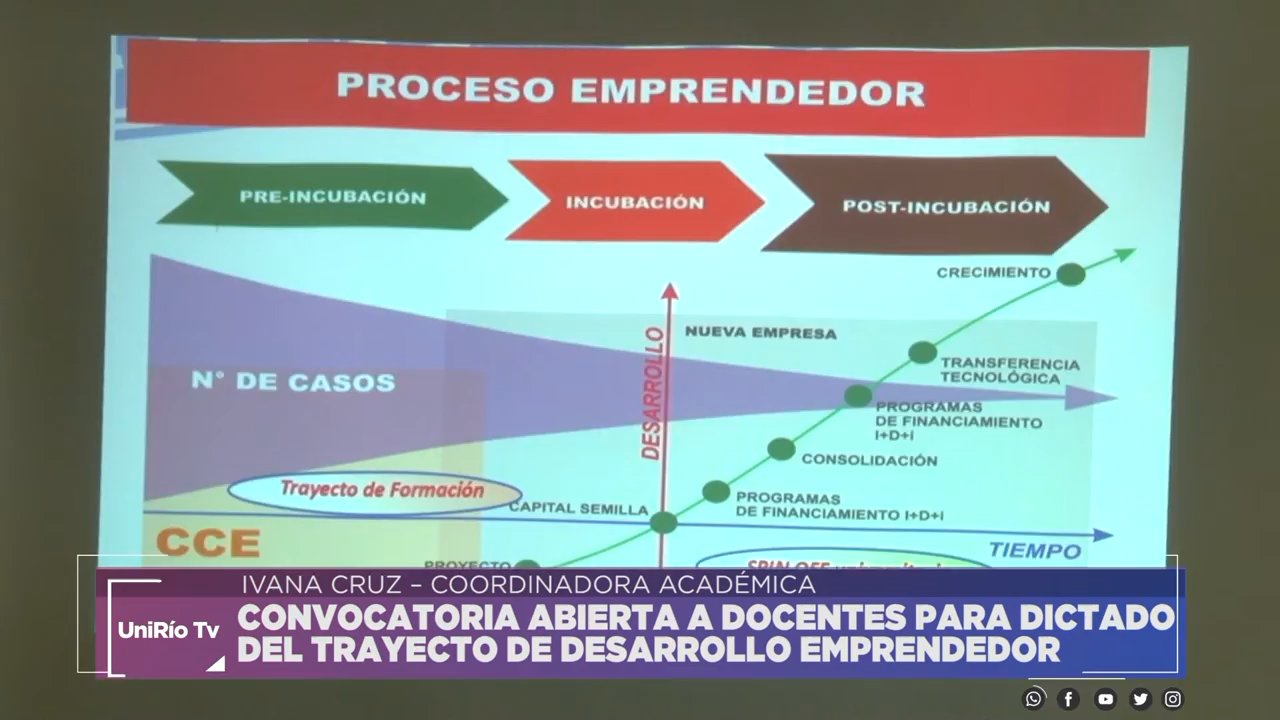 PROCESO EMPRENDEDOR
PRE-INCUBACIÓN
INCUBACIÓN
POST-INCUBACIÓN
CRECIMIENTO
NUEVA EMPRESA
DESARROLLO
TRANSFERENCIA
TECNOLÓGICA
N° DE CASOS
PROGRAMAS
DE FINANCIAMIENTO
I+D+i
CONSOLIDACIÓN
Trayecto de Formación
PROGRAMAS
DE FINANCIAMIENTO I+D+i
CAPITAL SEMILLA
CCE
TIEMPO
PROYECTO
IVANA CRUZ – COORDINADORA ACADÉMICA
UniRío Tv
CONVOCATORIA ABIERTA A DOCENTES PARA DICTADO
DEL TRAYECTO DE DESARROLLO EMPRENDEDOR